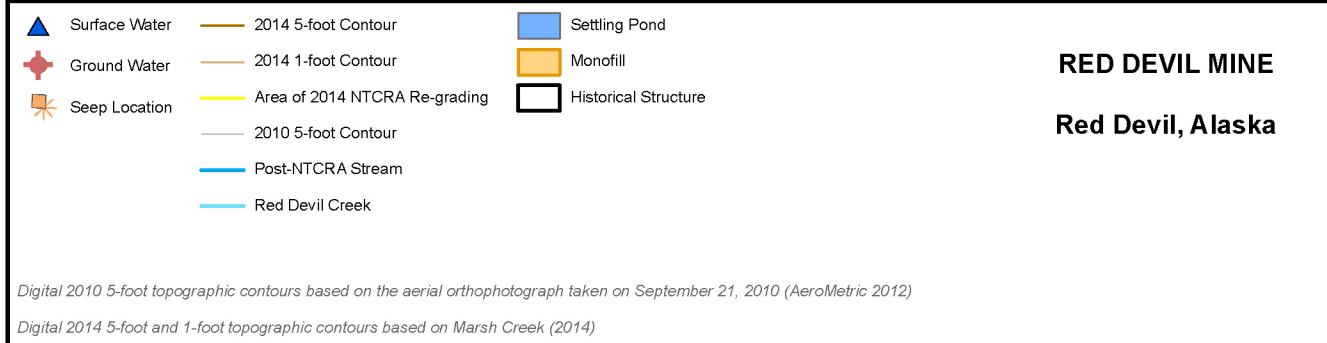 Surface Water
Ground Water
Seep Location
2014 5-foot Contour
2014 1-foot Contour
Area of 2014 NTCRA Re-grading
2010 5-foot Contour
Post-NTCRA Stream
Red Devil Creek
Settling Pond
Monofill
Historical Structure
RED DEVIL MINE
Red Devil, Alaska
Digital 2010 5-foot topographic contours based on the aerial orthophotograph taken on September 21, 2010 (AeroMetric 2012)
Digital 2014 5-foot and 1-foot topographic contours based on Marsh Creek (2014)